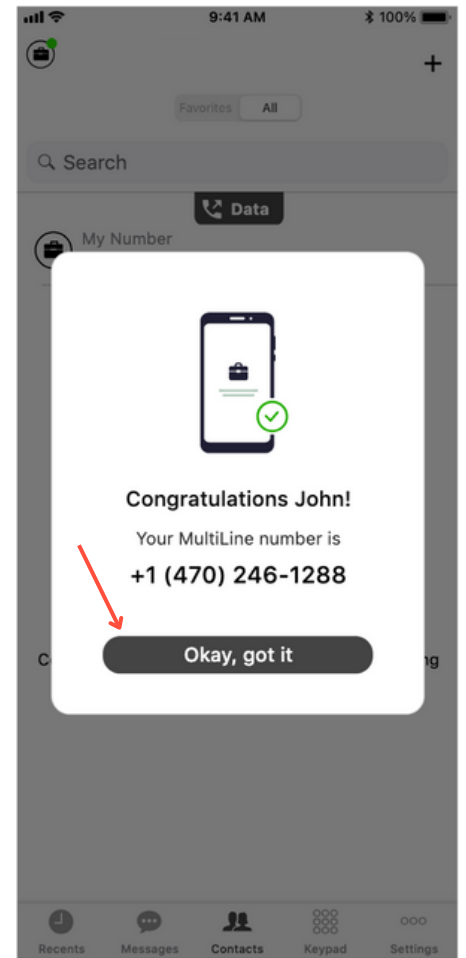 9:41 AM
100%
Favorites All
Search
Data
My Number
Congratulations John!
Your MultiLine number is
+1 (470) 246-1288
Okay, got it
Recents Messages Contacts Keypad Settings